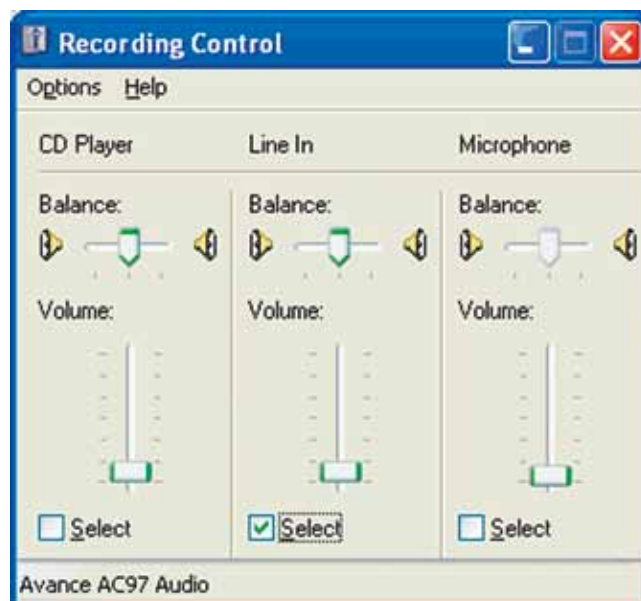 Recording Control
Options Help
CD Player Line In Microphone
Balance: Balance: Balance:
Volume: Volume: Volume:
Select Select Select
Avance AC97 Audio